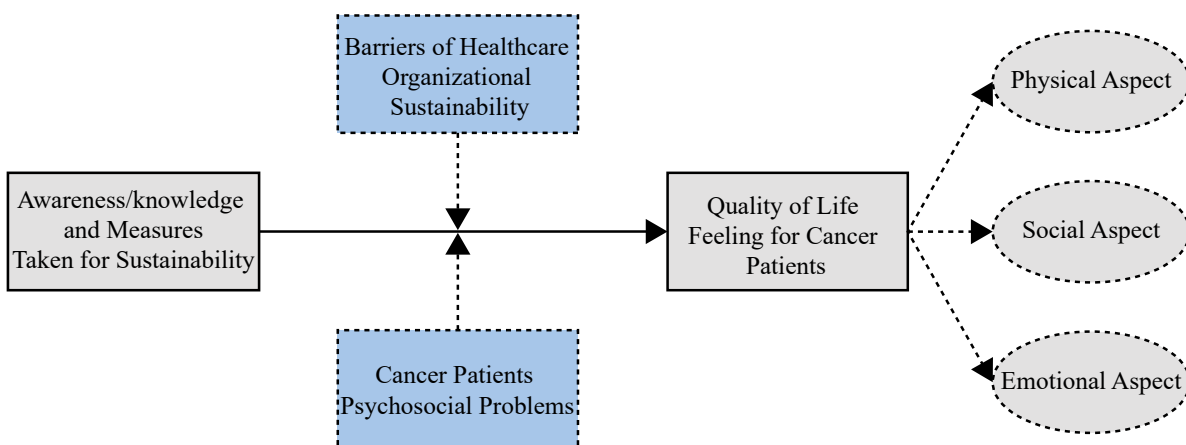 Barriers of Healthcare
Organizational
Sustainability
Awareness/knowledge
and Measures
Taken for Sustainability
Quality of Life
Feeling for Cancer
Patients
Physical Aspect
Social Aspect
Emotional Aspect
Cancer Patients
Psychosocial Problems